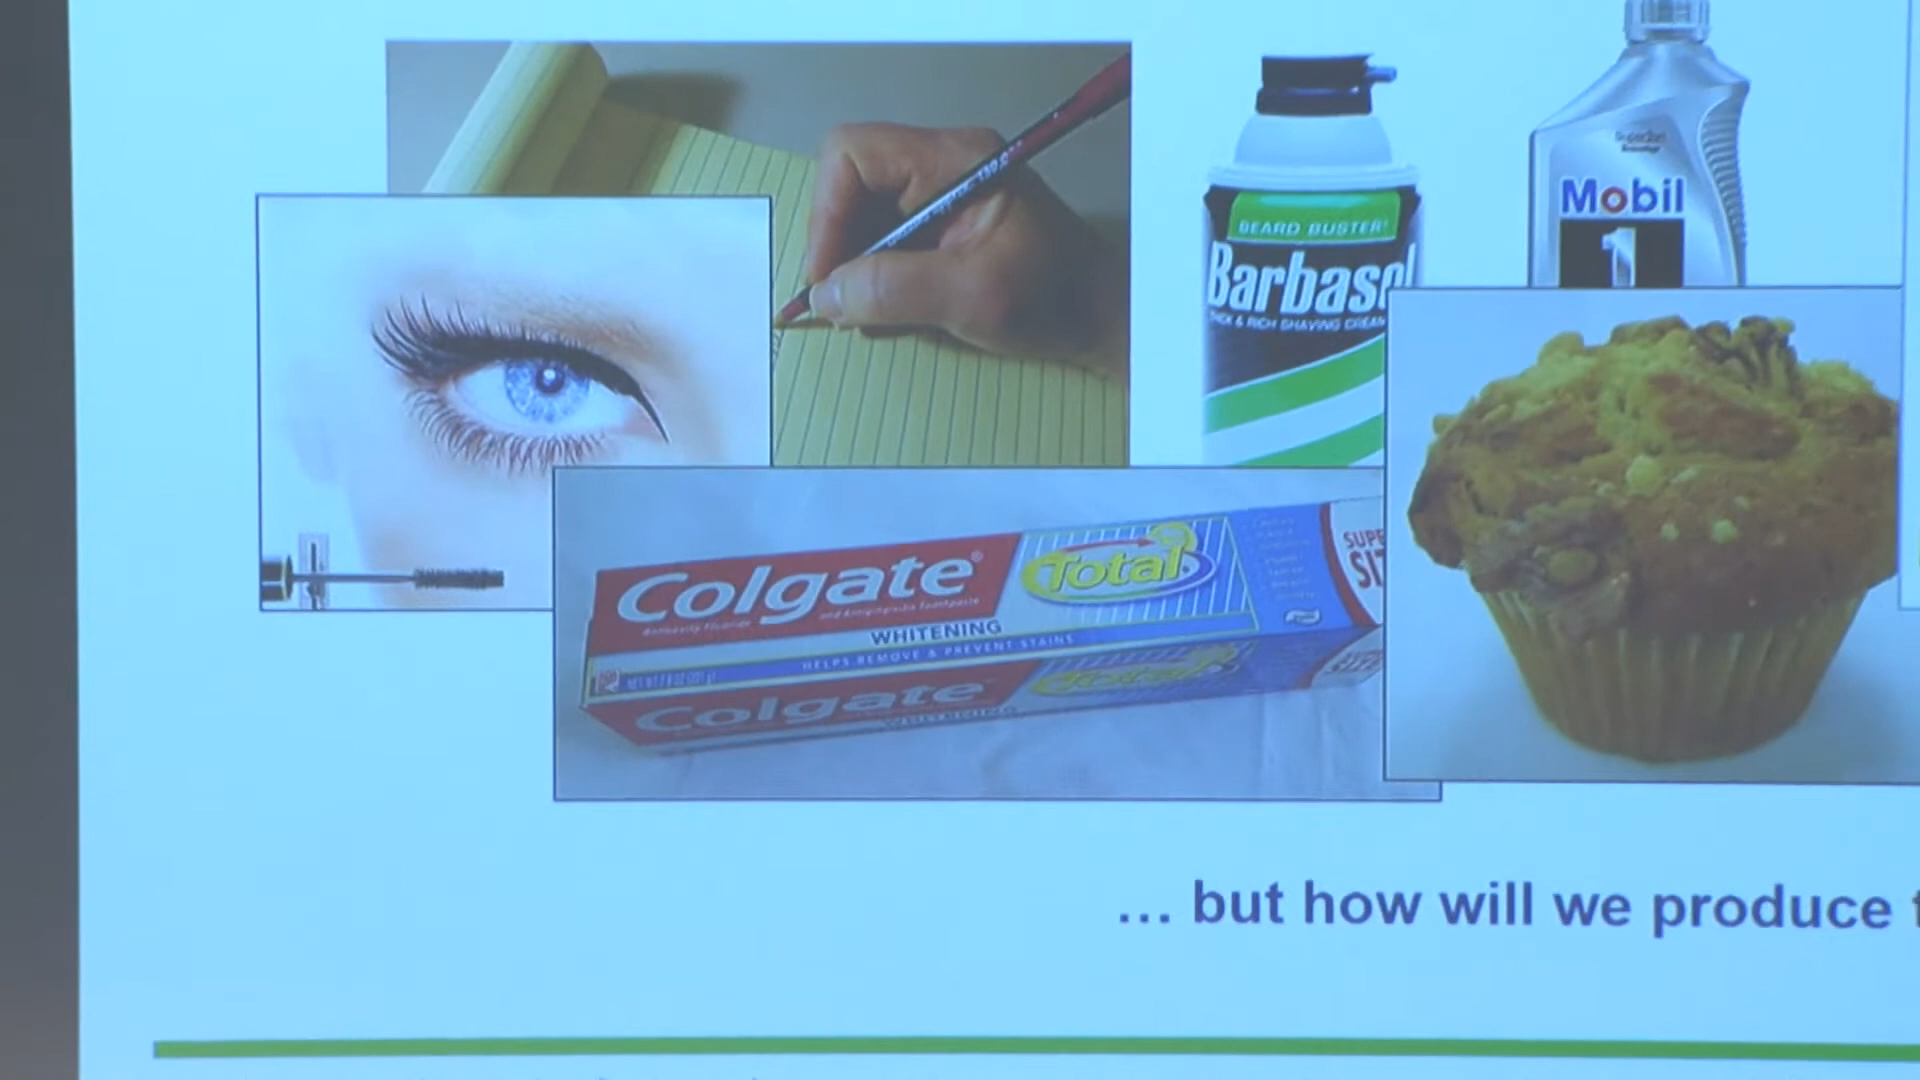 Mobil
1
BEARD BUSTER
Barbasol
THICK & RICH SHAVING CREAM
Colgate®
Total
SUPER
SIZE
WHITENING
HELPS REMOVE & PREVENT STAINS
Colgate
Total
WHITENING
… but how will we produce